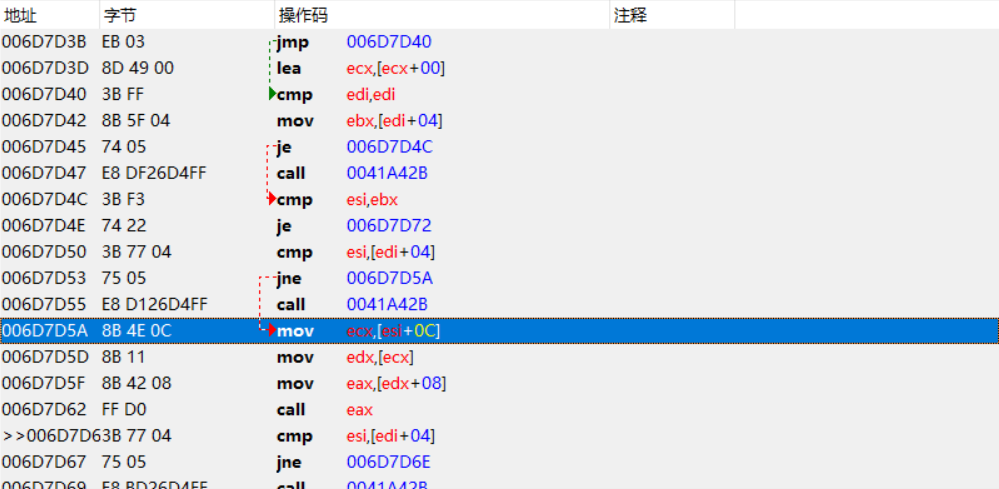 地址 字节 操作码 注释
006D7D3B EB 03 jmp 006D7D40
006D7D3D 8D 49 00 lea ecx,[ecx+00]
006D7D40 3B FF cmp edi,edi
006D7D42 8B 5F 04 mov ebx,[edi+04]
006D7D45 74 05 je 006D7D4C
006D7D47 E8 DF26D4FF call 0041A42B
006D7D4C 3B F3 cmp esi,ebx
006D7D4E 74 22 je 006D7D72
006D7D50 3B 77 04 cmp esi,[edi+04]
006D7D53 75 05 jne 006D7D5A
006D7D55 E8 D126D4FF call 0041A42B
006D7D5A 8B 4E 0C mov ecx,[esi+0C]
006D7D5D 8B 11 mov edx,[ecx]
006D7D5F 8B 42 08 mov eax,[edx+08]
006D7D62 FF D0 call eax
>>006D7D63B 77 04 cmp esi,[edi+04]
006D7D67 75 05 jne 006D7D6E
006D7D69 E8 BD26D4FF call 0041A42B